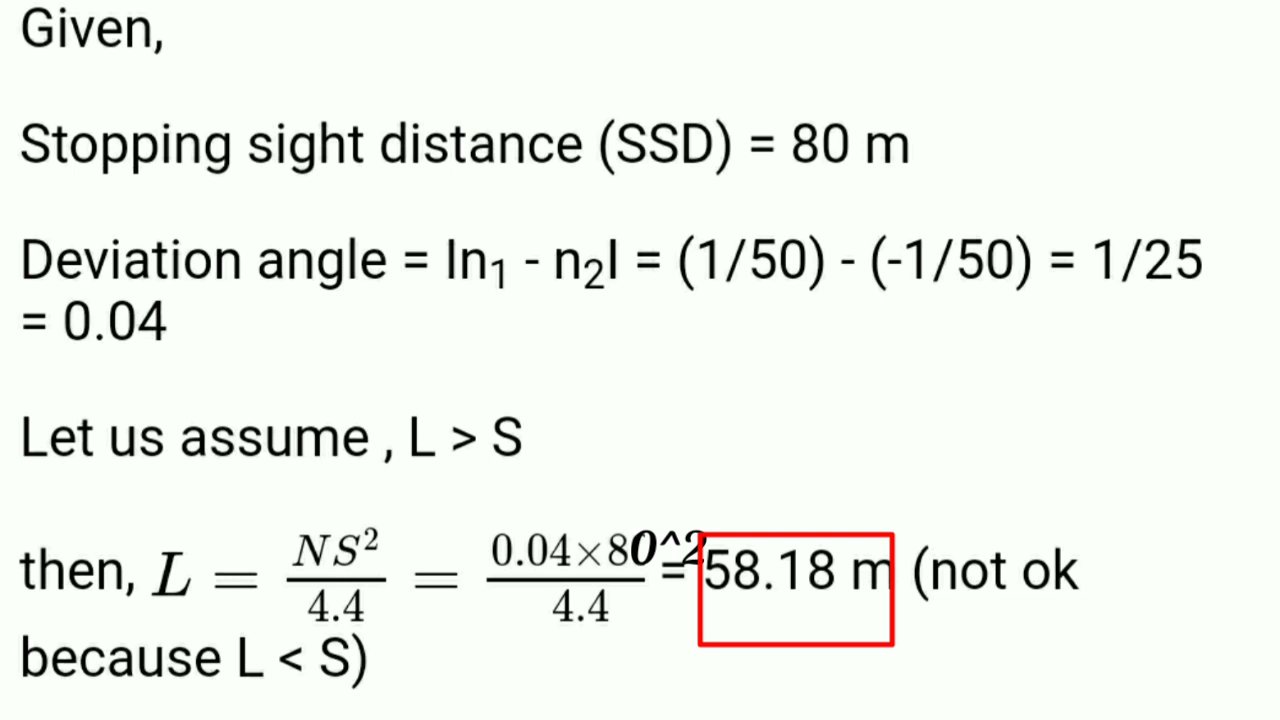 Given,
Stopping sight distance (SSD) = 80 m
Deviation angle = In₁ - n₂I = (1/50) - (-1/50) = 1/25
= 0.04
Let us assume , L > S
then, L = NS²/4.4 = 0.04×80^2/4.4 = 58.18 m (not ok
because L < S)